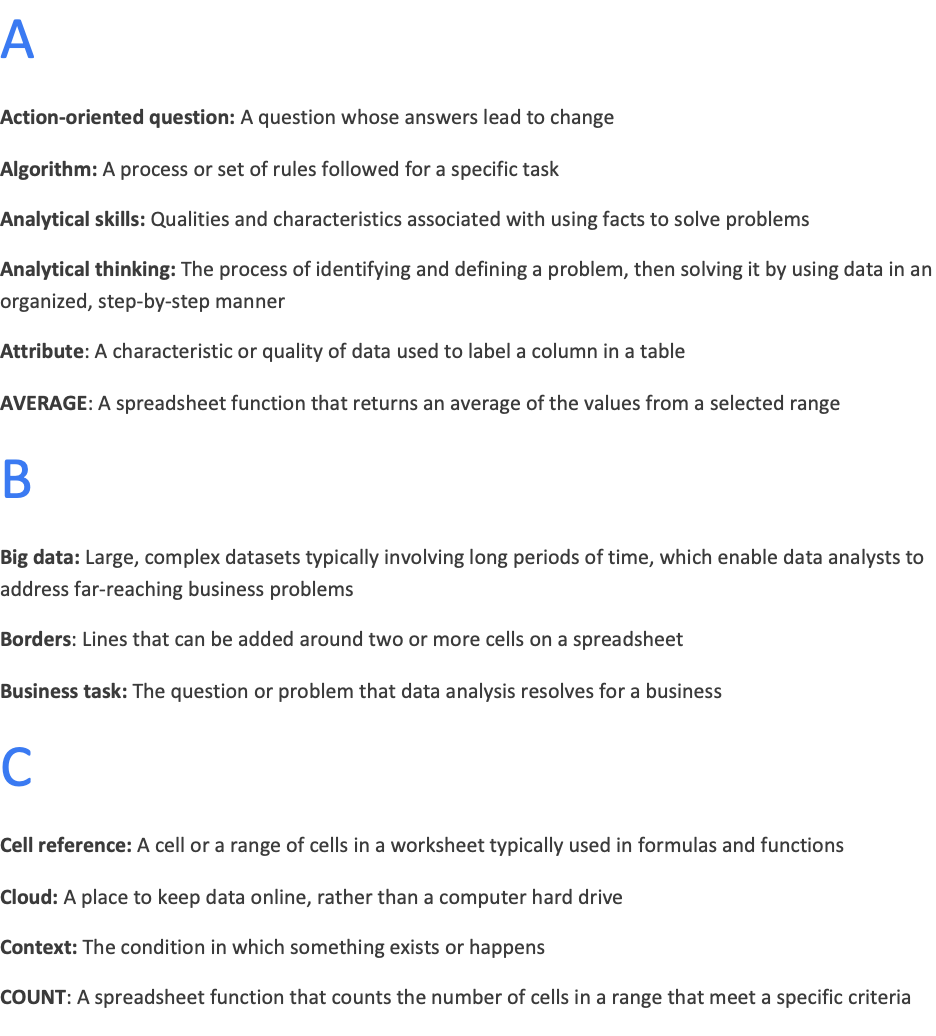 A
Action-oriented question: A question whose answers lead to change
Algorithm: A process or set of rules followed for a specific task
Analytical skills: Qualities and characteristics associated with using facts to solve problems
Analytical thinking: The process of identifying and defining a problem, then solving it by using data in an
organized, step-by-step manner
Attribute: A characteristic or quality of data used to label a column in a table
AVERAGE: A spreadsheet function that returns an average of the values from a selected range
B
Big data: Large, complex datasets typically involving long periods of time, which enable data analysts to
address far-reaching business problems
Borders: Lines that can be added around two or more cells on a spreadsheet
Business task: The question or problem that data analysis resolves for a business
C
Cell reference: A cell or a range of cells in a worksheet typically used in formulas and functions
Cloud: A place to keep data online, rather than a computer hard drive
Context: The condition in which something exists or happens
COUNT: A spreadsheet function that counts the number of cells in a range that meet a specific criteria